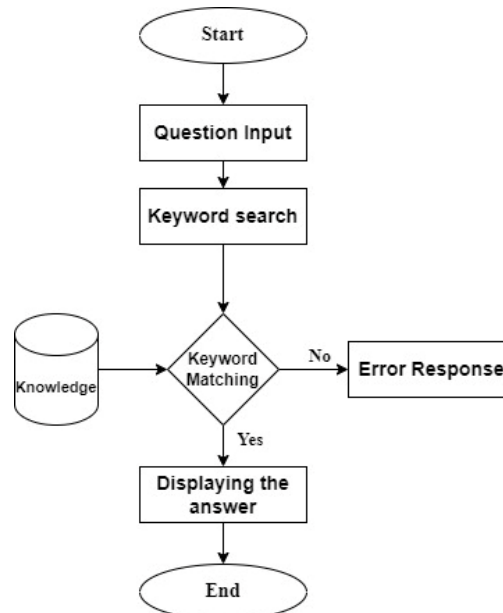 Start
Question Input
Keyword search
Keyword
Matching
Knowledge
No
Error Response
Yes
Displaying the
answer
End